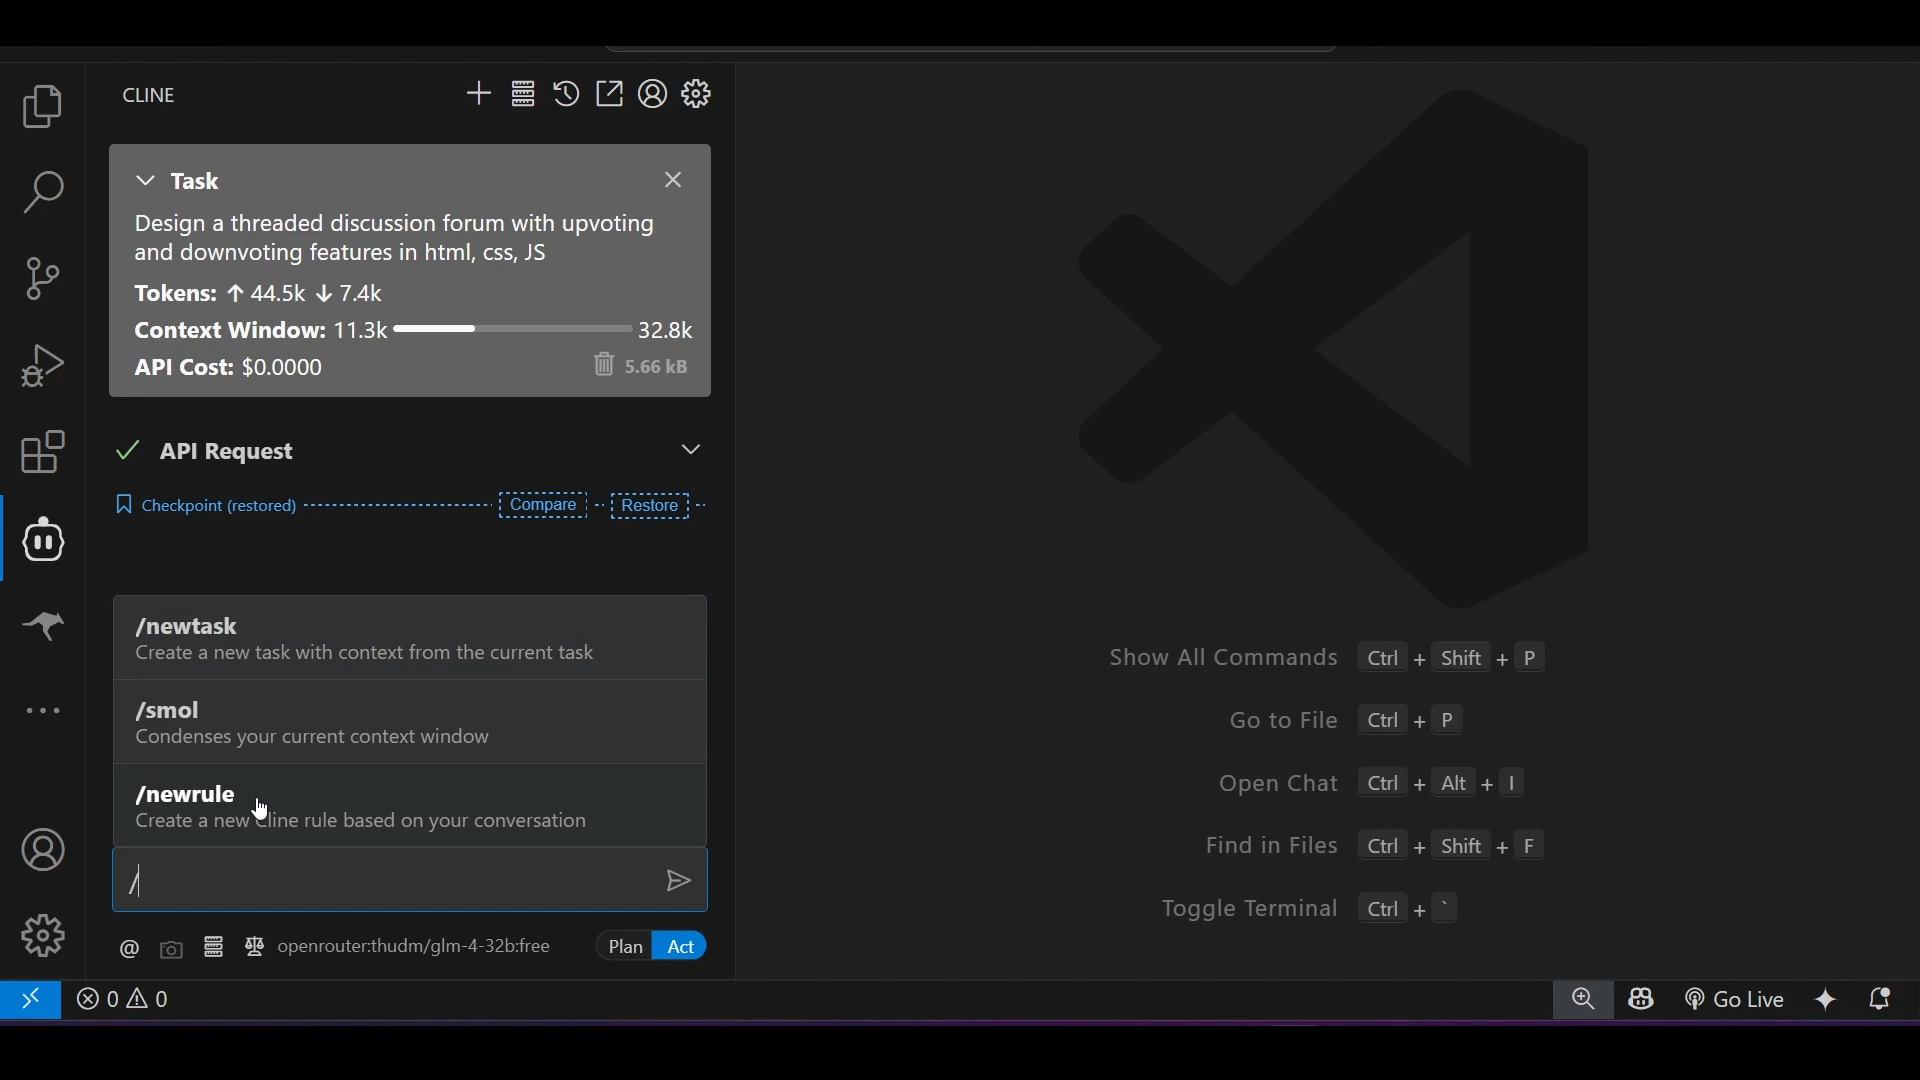 CLINE
Task
Design a threaded discussion forum with upvoting
and downvoting features in html, css, JS
Tokens: ↑ 44.5k ↓ 7.4k
Context Window: 11.3k 32.8k
API Cost: $0.0000 5.66 kB
API Request
Checkpoint (restored) Compare Restore
/newtask
Create a new task with context from the current task
/smol
Condenses your current context window
/newrule
Create a new Cline rule based on your conversation
/
@ openrouter:thudm/glm-4-32b:free Plan Act
Show All Commands Ctrl + Shift + P
Go to File Ctrl + P
Open Chat Ctrl + Alt + I
Find in Files Ctrl + Shift + F
Toggle Terminal Ctrl + `
0 0 Go Live